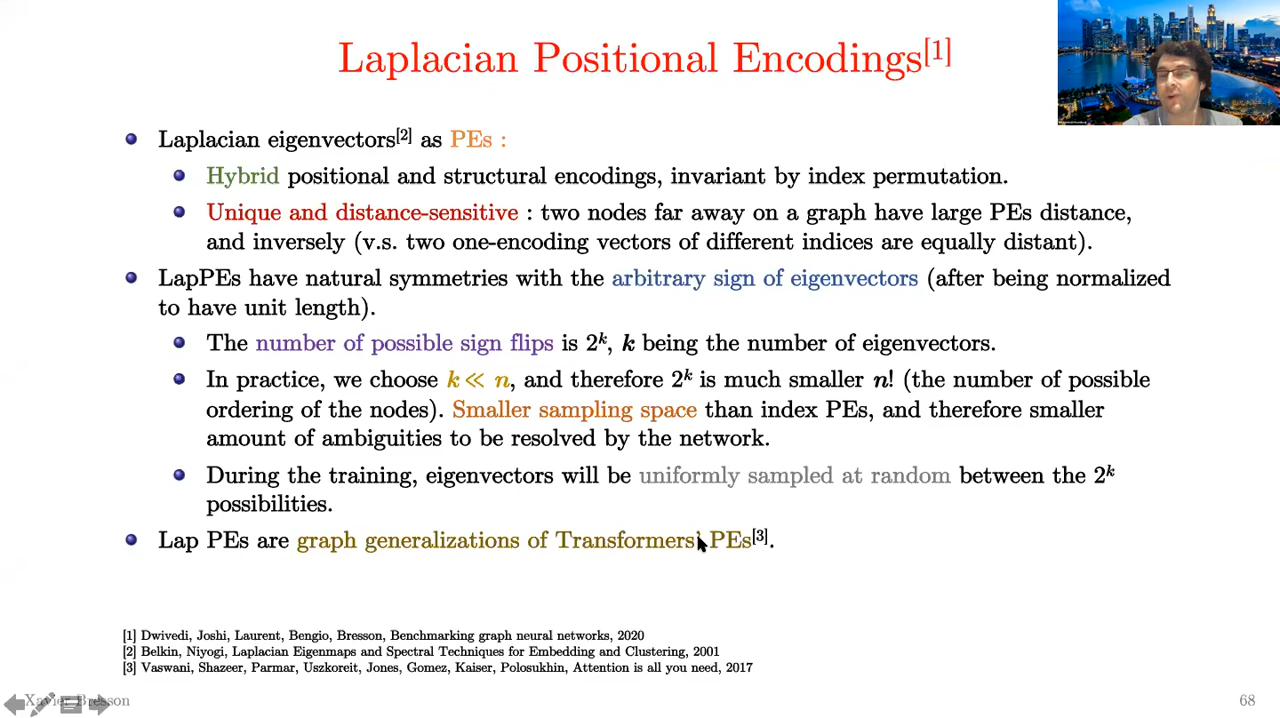 Laplacian Positional Encodings[1]
Laplacian eigenvectors[2] as PEs :
Hybrid positional and structural encodings, invariant by index permutation.
Unique and distance-sensitive : two nodes far away on a graph have large PEs distance,
and inversely (v.s. two one-encoding vectors of different indices are equally distant).
LapPEs have natural symmetries with the arbitrary sign of eigenvectors (after being normalized
to have unit length).
The number of possible sign flips is 2^k, k being the number of eigenvectors.
In practice, we choose k ≪ n, and therefore 2^k is much smaller n! (the number of possible
ordering of the nodes). Smaller sampling space than index PEs, and therefore smaller
amount of ambiguities to be resolved by the network.
During the training, eigenvectors will be uniformly sampled at random between the 2^k
possibilities.
Lap PEs are graph generalizations of Transformers' PEs[3].
[1] Dwivedi, Joshi, Laurent, Bengio, Bresson, Benchmarking graph neural networks, 2020
[2] Belkin, Niyogi, Laplacian Eigenmaps and Spectral Techniques for Embedding and Clustering, 2001
[3] Vaswani, Shazeer, Parmar, Uszkoreit, Jones, Gomez, Kaiser, Polosukhin, Attention is all you need, 2017
Xavier Bresson
68